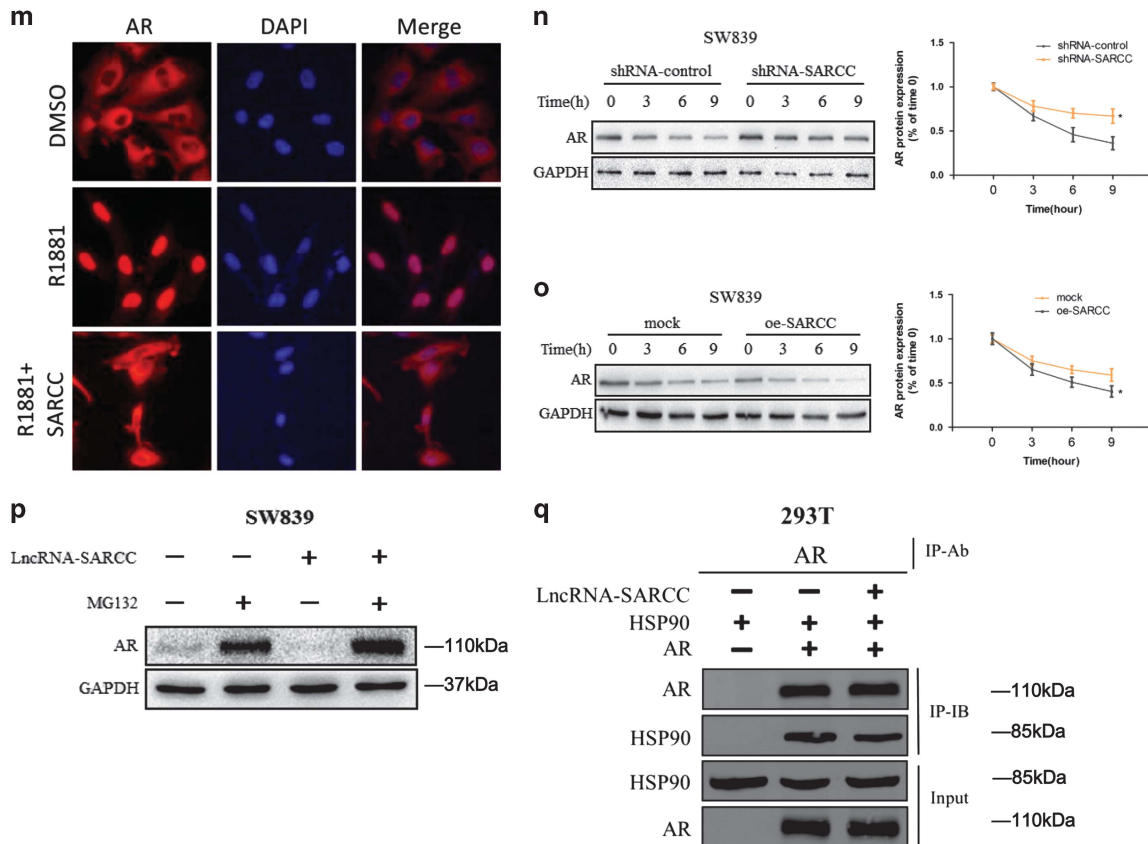 m
AR DAPI Merge
DMSO
R1881
R1881+
SARCC
n
SW839
shRNA-control shRNA-SARCC
Time(h) 0 3 6 9 0 3 6 9
AR
GAPDH
shRNA-control
shRNA-SARCC
AR protein expression
(% of time 0)
1.5
1.0
0.5
0.0
0 3 6 9
Time(hour)
*
o
SW839
mock oe-SARCC
Time(h) 0 3 6 9 0 3 6 9
AR
GAPDH
mock
oe-SARCC
AR protein expression
(% of time 0)
1.5
1.0
0.5
0.0
0 3 6 9
Time(hour)
*
p
SW839
LncRNA-SARCC — — + +
MG132 — + — +
AR —110kDa
GAPDH —37kDa
q
293T
AR IP-Ab
LncRNA-SARCC — — +
HSP90 + + +
AR — + +
AR —110kDa
HSP90 —85kDa
IP-IB
HSP90 —85kDa
AR —110kDa
Input